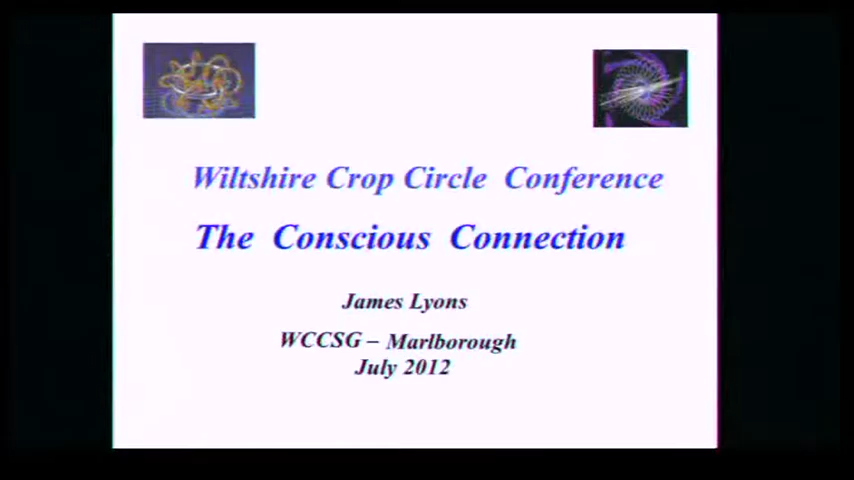 Wiltshire Crop Circle Conference
The Conscious Connection
James Lyons
WCCSG – Marlborough
July 2012